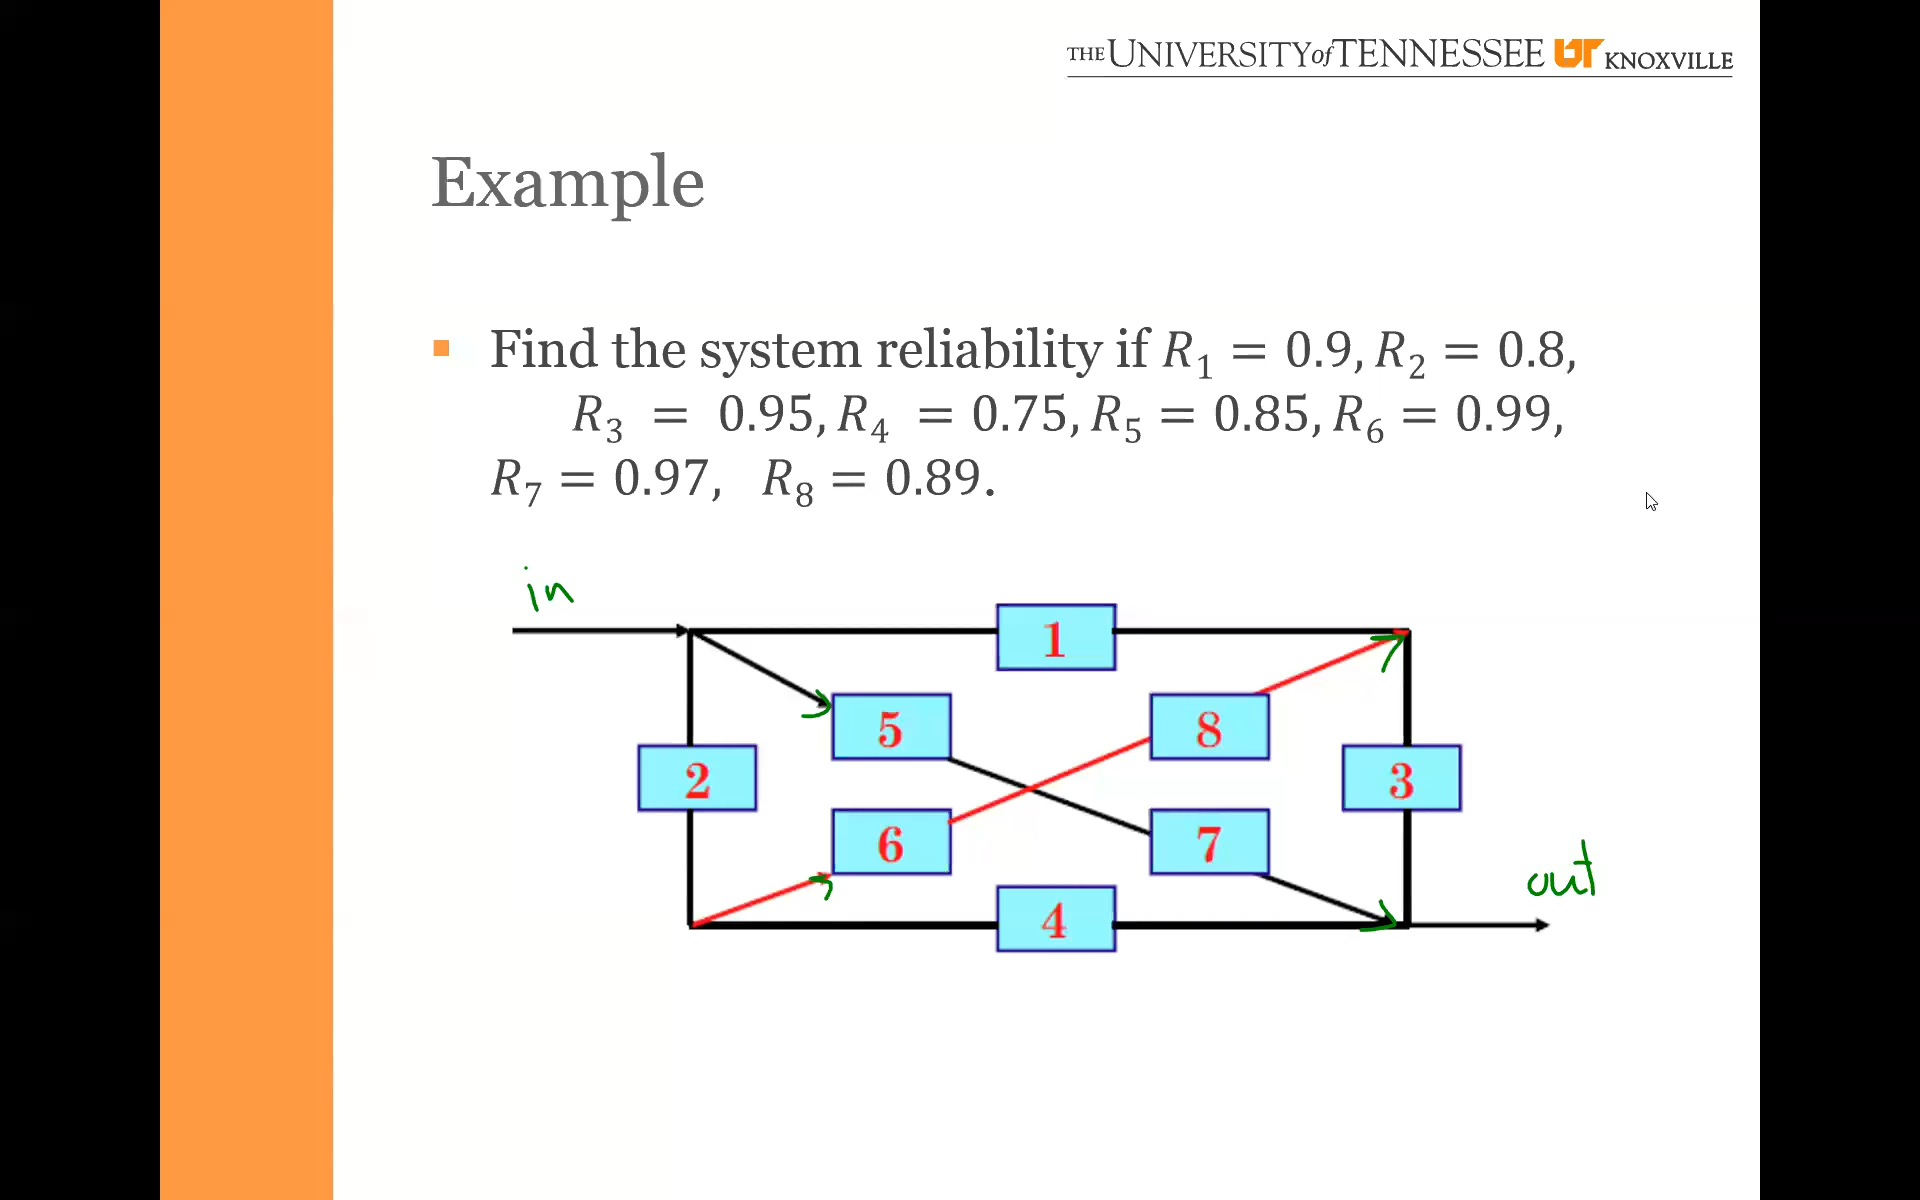 THE UNIVERSITY of TENNESSEE UT KNOXVILLE
Example
▪ Find the system reliability if R₁ = 0.9, R₂ = 0.8,
R₃ = 0.95, R₄ = 0.75, R₅ = 0.85, R₆ = 0.99,
R₇ = 0.97, R₈ = 0.89.
in
1
5
8
2
3
6
7
out
4